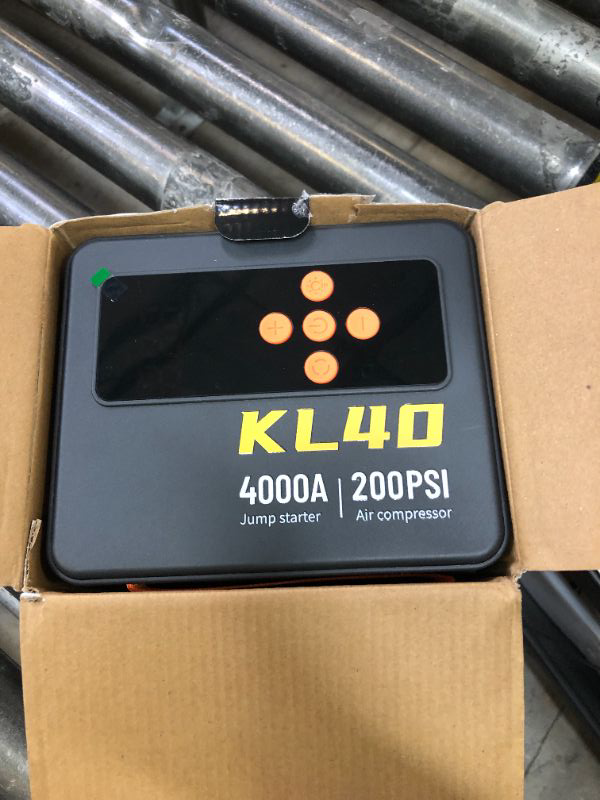 KL40
4000A | 200PSI
Jump starter Air compressor